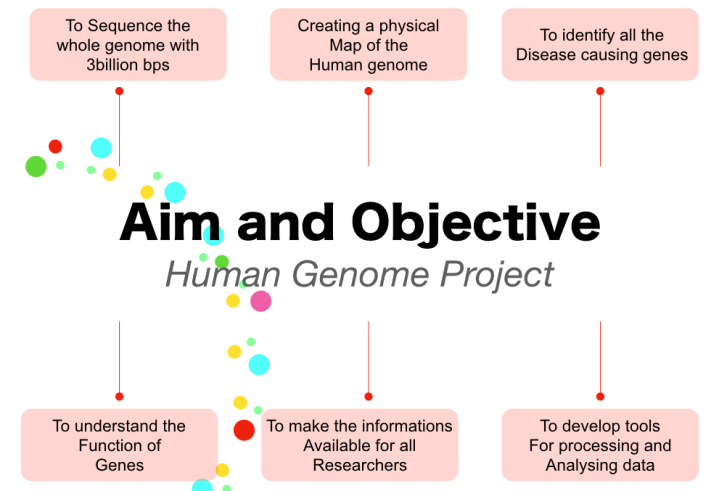 To Sequence the
whole genome with
3billion bps
Creating a physical
Map of the
Human genome
To identify all the
Disease causing genes
Aim and Objective
Human Genome Project
To understand the
Function of
Genes
To make the informations
Available for all
Researchers
To develop tools
For processing and
Analysing data